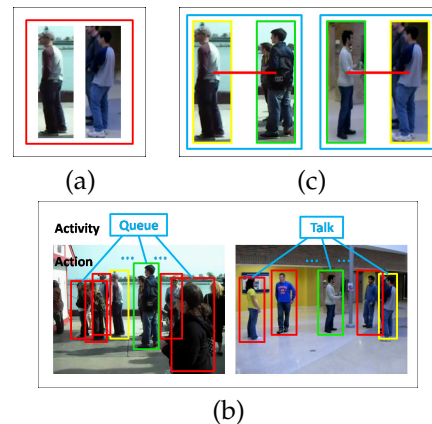 (a)
(c)
Activity
Queue
Talk
... ...
... ...
Action
(b)